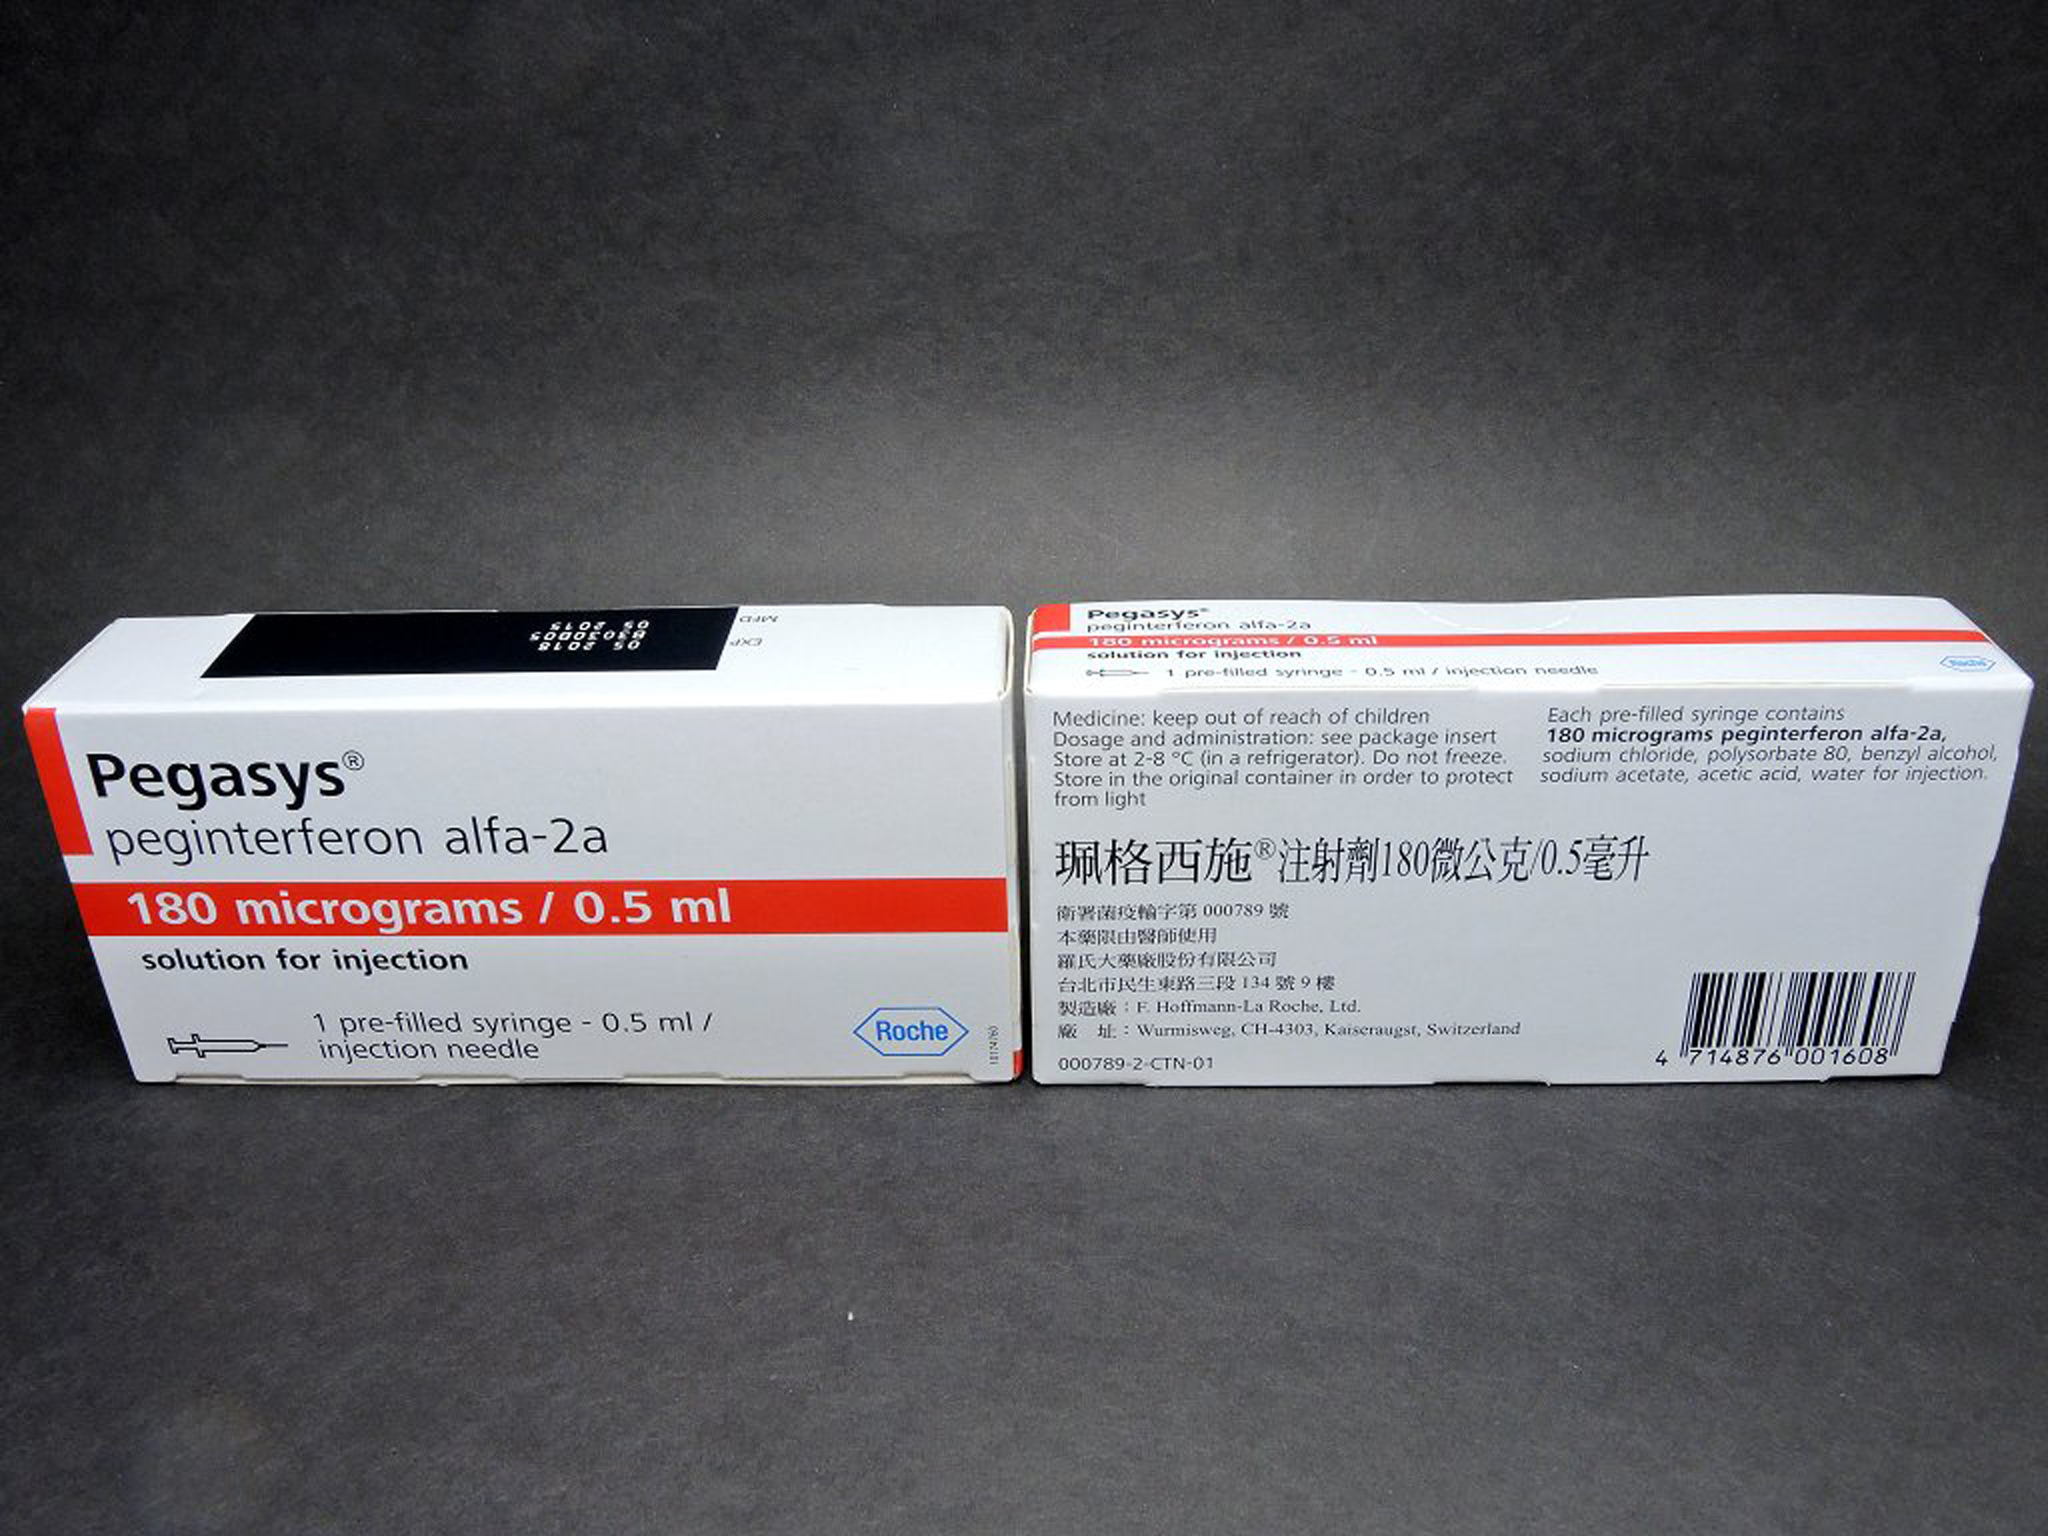 MFD
EXP
05 2015
B3030B05
05 2018
Pegasys®
peginterferon alfa-2a
180 micrograms / 0.5 ml
solution for injection
1 pre-filled syringe - 0.5 ml /
injection needle
Roche
Pegasys®
peginterferon alfa-2a
180 micrograms / 0.5 ml
solution for injection
1 pre-filled syringe - 0.5 ml / injection needle
Roche
Medicine: keep out of reach of children
Dosage and administration: see package insert
Store at 2-8 °C (in a refrigerator). Do not freeze.
Store in the original container in order to protect
from light
Each pre-filled syringe contains
180 micrograms peginterferon alfa-2a,
sodium chloride, polysorbate 80, benzyl alcohol,
sodium acetate, acetic acid, water for injection.
珮格西施®注射劑180微公克/0.5毫升
衛署菌疫輸字第 000789 號
本藥限由醫師使用
羅氏大藥廠股份有限公司
台北市民生東路三段 134 號 9 樓
製造廠：F. Hoffmann-La Roche, Ltd.
廠 址：Wurmisweg, CH-4303, Kaiseraugst, Switzerland
000789-2-CTN-01
4 714876 001608